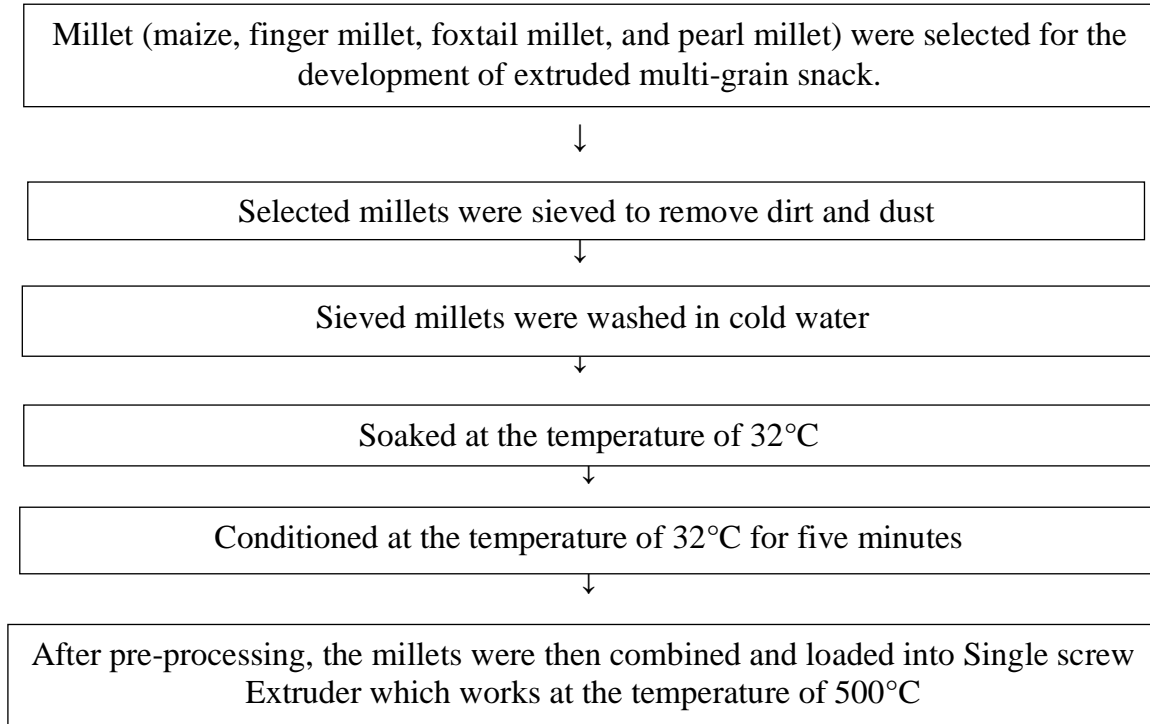 Millet (maize, finger millet, foxtail millet, and pearl millet) were selected for the
development of extruded multi-grain snack.
↓
Selected millets were sieved to remove dirt and dust
↓
Sieved millets were washed in cold water
↓
Soaked at the temperature of 32°C
↓
Conditioned at the temperature of 32°C for five minutes
↓
After pre-processing, the millets were then combined and loaded into Single screw
Extruder which works at the temperature of 500°C